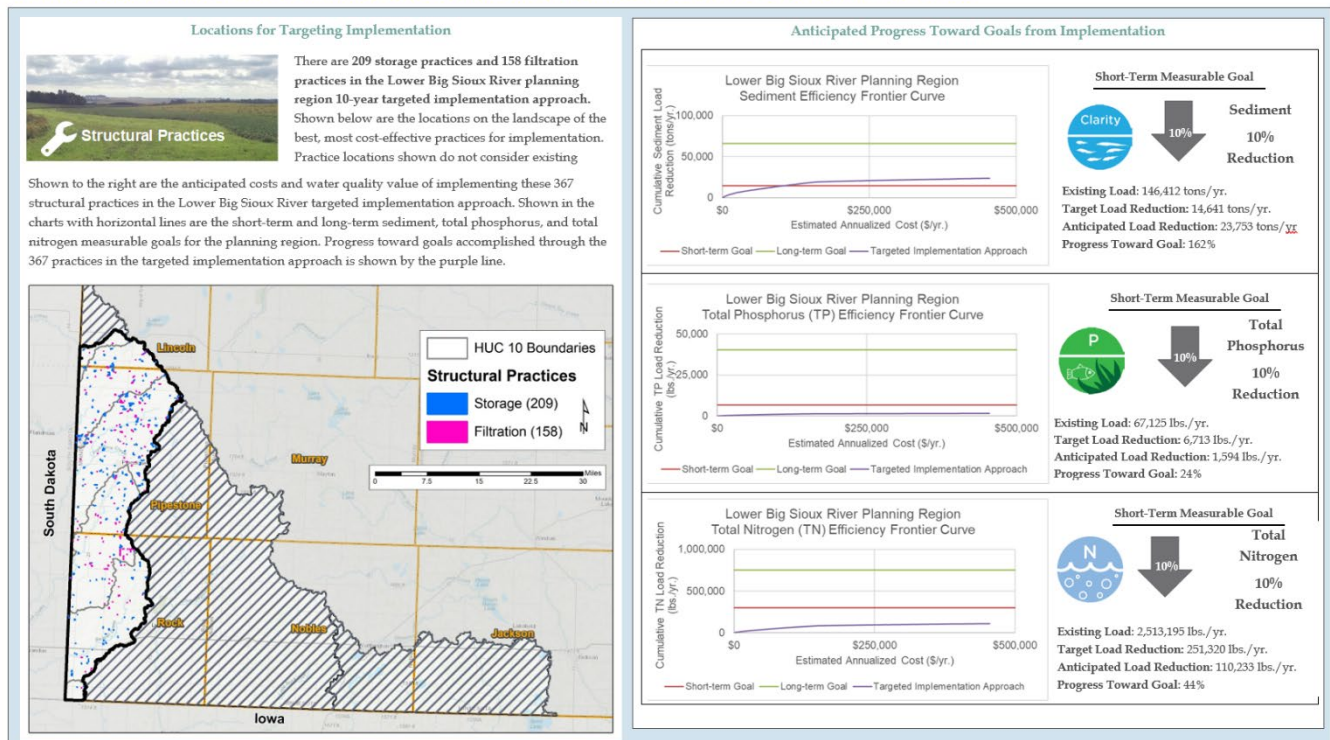 Locations for Targeting Implementation
Structural Practices
There are 209 storage practices and 158 filtration
practices in the Lower Big Sioux River planning
region 10-year targeted implementation approach.
Shown below are the locations on the landscape of the
best, most cost-effective practices for implementation.
Practice locations shown do not consider existing
Shown to the right are the anticipated costs and water quality value of implementing these 367
structural practices in the Lower Big Sioux River targeted implementation approach. Shown in the
charts with horizontal lines are the short-term and long-term sediment, total phosphorus, and total
nitrogen measurable goals for the planning region. Progress toward goals accomplished through the
367 practices in the targeted implementation approach is shown by the purple line.
HUC 10 Boundaries
Structural Practices
Storage (209)
Filtration (158)
N
Miles
0 7.5 15 22.5 30
Lincoln
Murray
Pipestone
Rock
Nobles
Jackson
South Dakota
Iowa
Anticipated Progress Toward Goals from Implementation
Lower Big Sioux River Planning Region
Sediment Efficiency Frontier Curve
Cumulative Sediment Load
Reduction (tons/yr.)
100,000
50,000
0
$0 $250,000 $500,000
Estimated Annualized Cost ($/yr.)
Short-term Goal Long-term Goal Targeted Implementation Approach
Short-Term Measurable Goal
Clarity
10%
Sediment
10%
Reduction
Existing Load: 146,412 tons/yr.
Target Load Reduction: 14,641 tons/yr.
Anticipated Load Reduction: 23,753 tons/yr
Progress Toward Goal: 162%
Lower Big Sioux River Planning Region
Total Phosphorus (TP) Efficiency Frontier Curve
Cumulative TP Load Reduction
(lbs./yr.)
50,000
25,000
0
$0 $250,000 $500,000
Estimated Annualized Cost ($/yr.)
Short-term Goal Long-term Goal Targeted Implementation Approach
Short-Term Measurable Goal
P
10%
Total
Phosphorus
10%
Reduction
Existing Load: 67,125 lbs./yr.
Target Load Reduction: 6,713 lbs./yr.
Anticipated Load Reduction: 1,594 lbs./yr.
Progress Toward Goal: 24%
Lower Big Sioux River Planning Region
Total Nitrogen (TN) Efficiency Frontier Curve
Cumulative TN Load Reduction
(lbs./yr.)
1,000,000
500,000
0
$0 $250,000 $500,000
Estimated Annualized Cost ($/yr.)
Short-term Goal Long-term Goal Targeted Implementation Approach
Short-Term Measurable Goal
N
10%
Total
Nitrogen
10%
Reduction
Existing Load: 2,513,195 lbs./yr.
Target Load Reduction: 251,320 lbs./yr.
Anticipated Load Reduction: 110,233 lbs./yr.
Progress Toward Goal: 44%